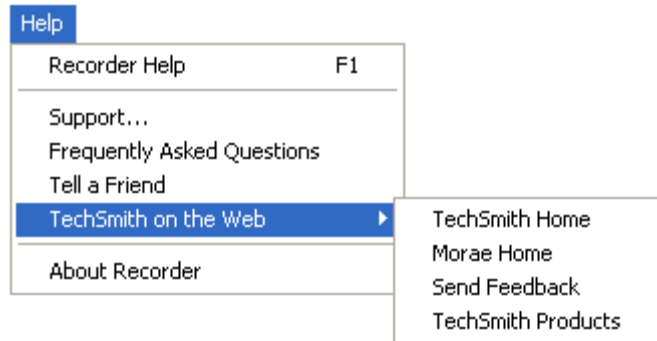 Help
Recorder Help F1
Support...
Frequently Asked Questions
Tell a Friend
TechSmith on the Web
About Recorder
TechSmith Home
Morae Home
Send Feedback
TechSmith Products